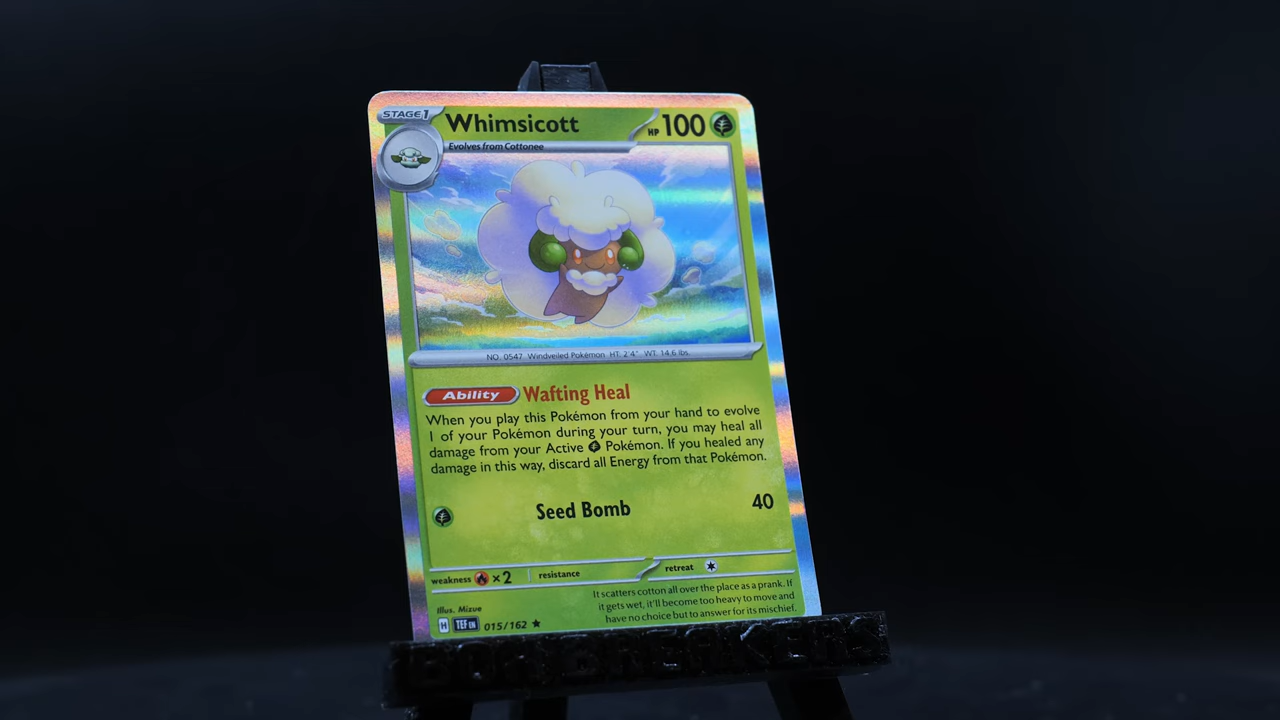 STAGE 1
Whimsicott
HP 100
Evolves from Cottonee
NO. 0547 Windveiled Pokémon HT. 2'4" WT. 14.6 lbs.
Ability Wafting Heal
When you play this Pokémon from your hand to evolve
1 of your Pokémon during your turn, you may heal all
damage from your Active Pokémon. If you healed any
damage in this way, discard all Energy from that Pokémon.
Seed Bomb 40
weakness ×2 resistance retreat
It scatters cotton all over the place as a prank. If
it gets wet, it'll become too heavy to move and
have no choice but to answer for its mischief.
Illus. Mizue
H TEF EN 015/162
BOX BREAKERS